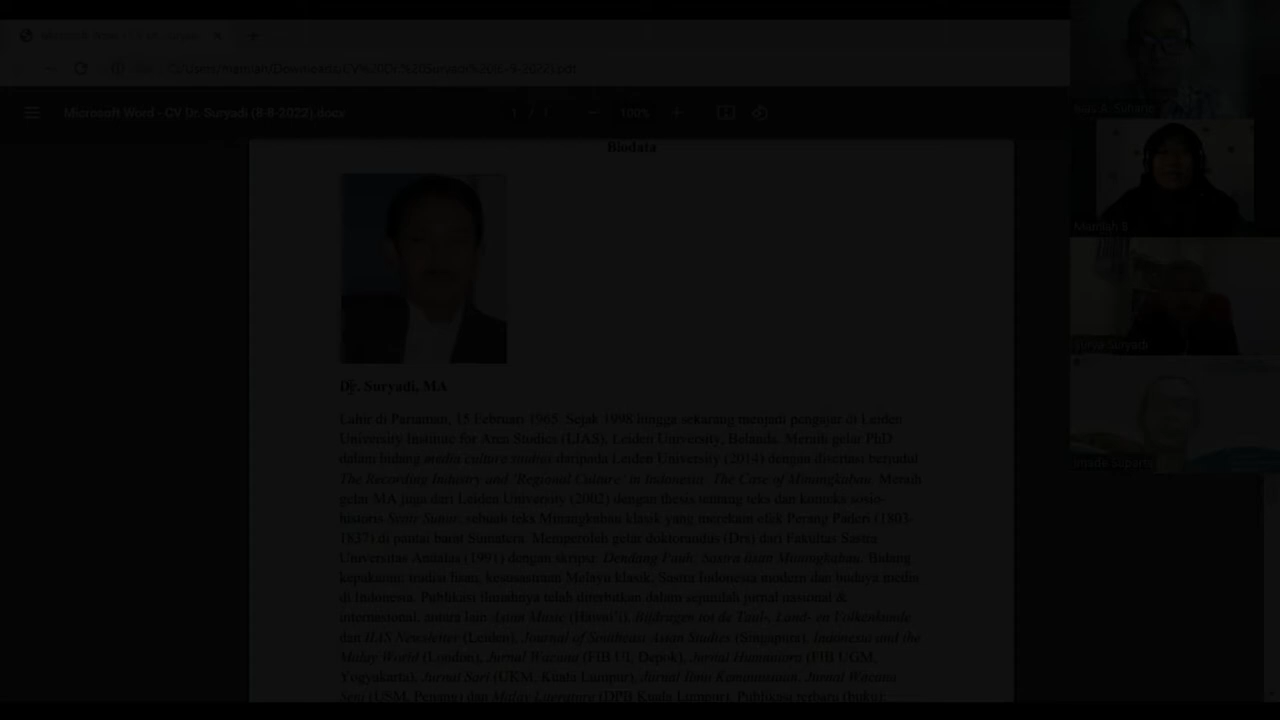 Microsoft Word - CV Dr. Suryadi (8-8-2022).docx
1 / 1
100%
Biodata
Dr. Suryadi, MA
Lahir di Pariaman, 15 Februari 1965. Sejak 1998 hingga sekarang menjadi pengajar di Leiden
University Institute for Area Studies (LIAS), Leiden University, Belanda. Meraih gelar PhD
dalam bidang media culture studies daripada Leiden University (2014) dengan disertasi berjudul
The Recording Industry and 'Regional Culture' in Indonesia: The Case of Minangkabau. Meraih
gelar MA juga dari Leiden University (2002) dengan thesis tentang teks dan konteks sosio-
historis Syair Sunur, sebuah teks Minangkabau klasik yang merekam efek Perang Paderi (1803-
1837) di pantai barat Sumatera. Memperoleh gelar doktorandus (Drs) dari Fakultas Sastra
Universitas Andalas (1991) dengan skripsi Dendang Pauh: Sastra lisan Minangkabau. Bidang
kepakaran: tradisi lisan, kesusastraan Melayu klasik, Sastra Indonesia modern dan budaya media
di Indonesia. Publikasi ilmiahnya telah diterbitkan dalam sejumlah jurnal nasional &
internasional, antara lain Asian Music (Hawai'i), Bijdragen tot de Taal-, Land- en Volkenkunde
dan IIAS Newsletter (Leiden), Journal of Southeast Asian Studies (Singapura), Indonesia and the
Malay World (London), Jurnal Wacana (FIB UI, Depok), Jurnal Humaniora (FIB UGM,
Yogyakarta), Jurnal Sari (UKM, Kuala Lumpur), Jurnal Ilmu Kemanusiaan, Jurnal Wacana
Seni (USM, Penang) dan Malay Literature (DPB Kuala Lumpur). Publikasi terbaru (buku):